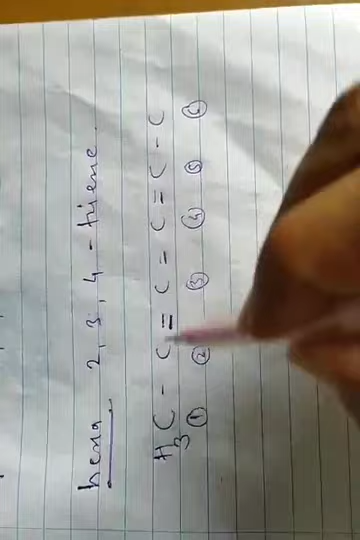 hexa 2, 3, 4 - triene.
H3C - C = C = C = C - C
① ② ③ ④ ⑤ ⑥